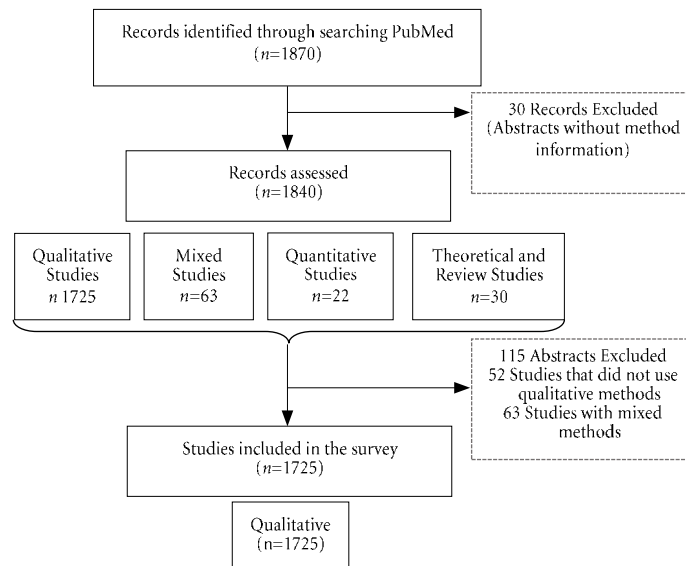 Records identified through searching PubMed
(n=1870)
30 Records Excluded
(Abstracts without method
information)
Records assessed
(n=1840)
Qualitative
Studies
n 1725
Mixed
Studies
n=63
Quantitative
Studies
n=22
Theoretical and
Review Studies
n=30
115 Abstracts Excluded
52 Studies that did not use
qualitative methods
63 Studies with mixed
methods
Studies included in the survey
(n=1725)
Qualitative
(n=1725)